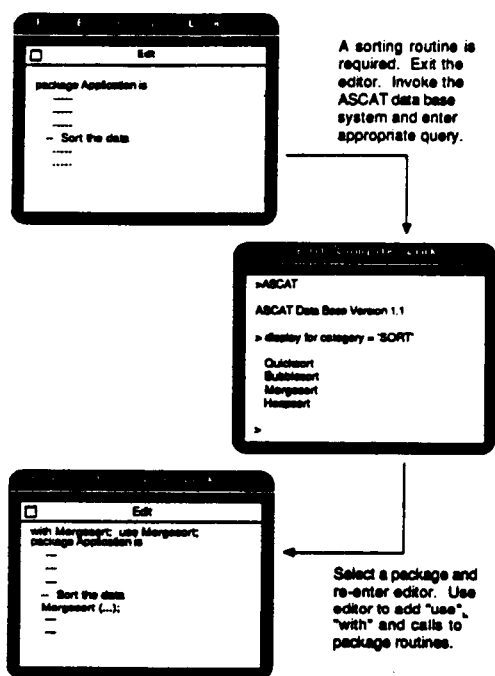 Edit
package Application is
-----
-----
-----
-- Sort the data
-----
-----
A sorting routine is
required. Exit the
editor. Invoke the
ASCAT data base
system and enter
appropriate query.
Edit Compile Link
>ASCAT
ASCAT Data Base Version 1.1
> display for category = 'SORT'
Quicksort
Bubblesort
Mergesort
Heapsort
>
Edit
with Mergesort; use Mergesort;
package Application is
-- Sort the data
Mergesort (...);
Select a package and
re-enter editor. Use
editor to add "use",
"with" and calls to
package routines.